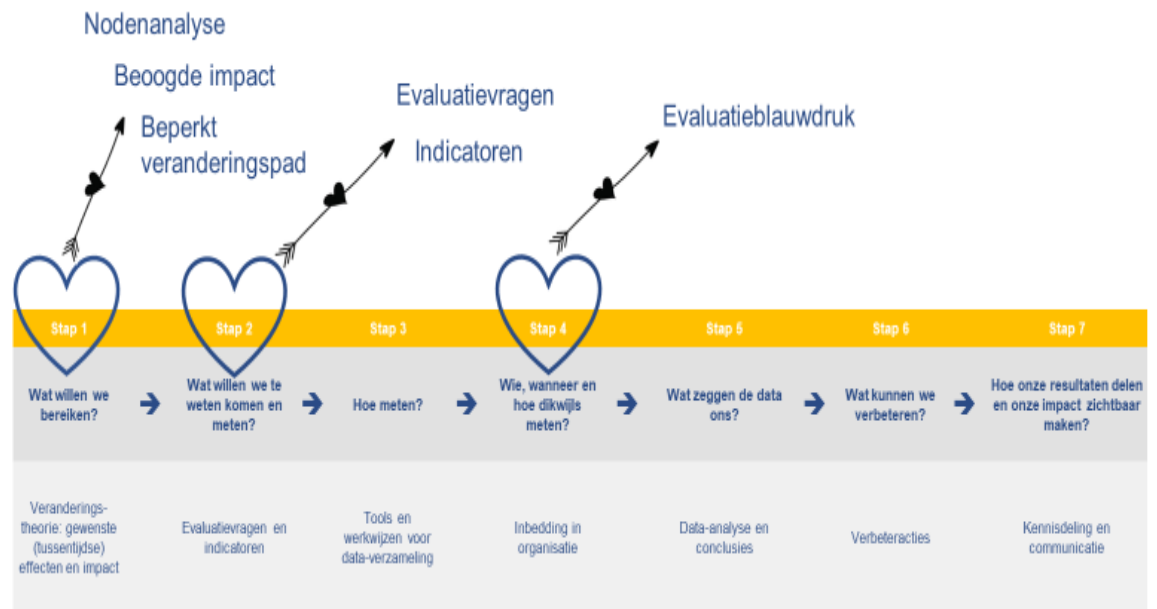 Nodenanalyse
Beoogde impact
Beperkt
veranderingspad
Evaluatievragen
Indicatoren
Evaluatieblauwdruk
Stap 1
Stap 2
Stap 3
Stap 4
Stap 5
Stap 6
Stap 7
Wat willen we
bereiken?
Wat willen we te
weten komen en
meten?
Hoe meten?
Wie, wanneer en
hoe dikwijls
meten?
Wat zeggen de data
ons?
Wat kunnen we
verbeteren?
Hoe onze resultaten delen
en onze impact zichtbaar
maken?
Veranderings-
theorie: gewenste
(tussentijdse)
effecten en impact
Evaluatievragen en
indicatoren
Tools en
werkwijzen voor
data-verzameling
Inbedding in
organisatie
Data-analyse en
conclusies
Verbeteracties
Kennisdeling en
communicatie